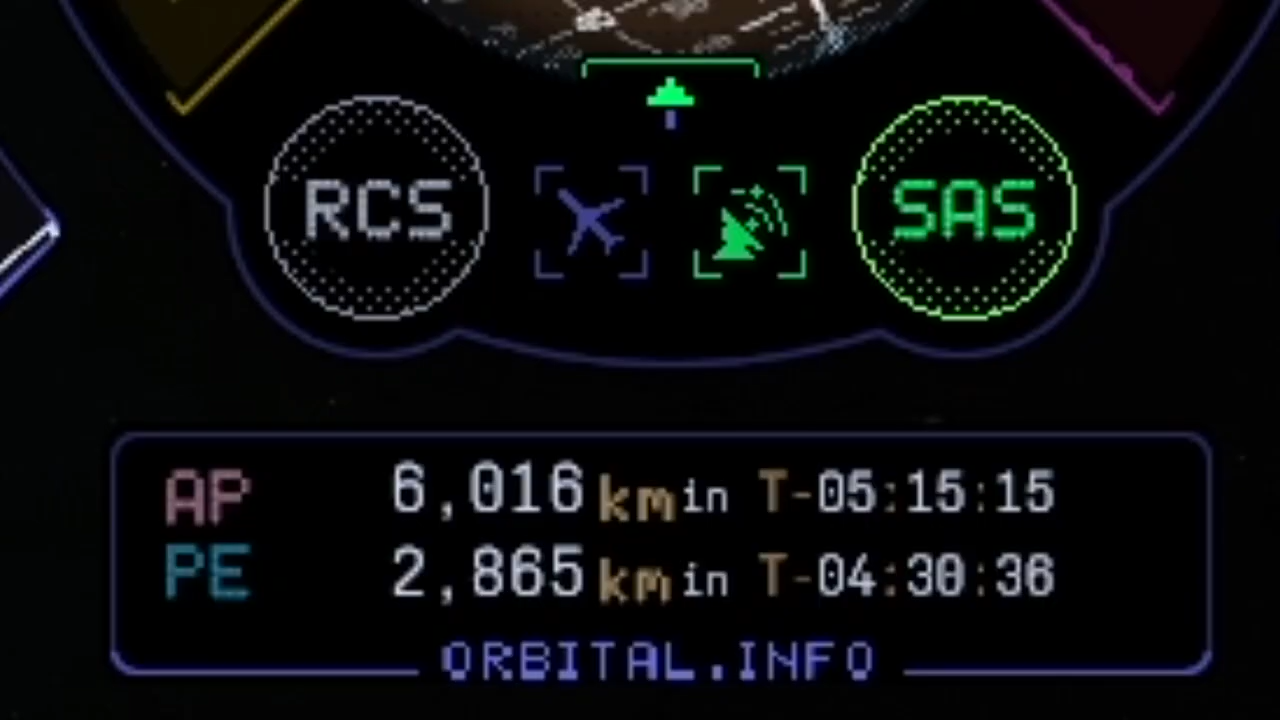 RCS
SAS
AP 6,016 km in T-05:15:15
PE 2,865 km in T-04:30:36
ORBITAL.INFO